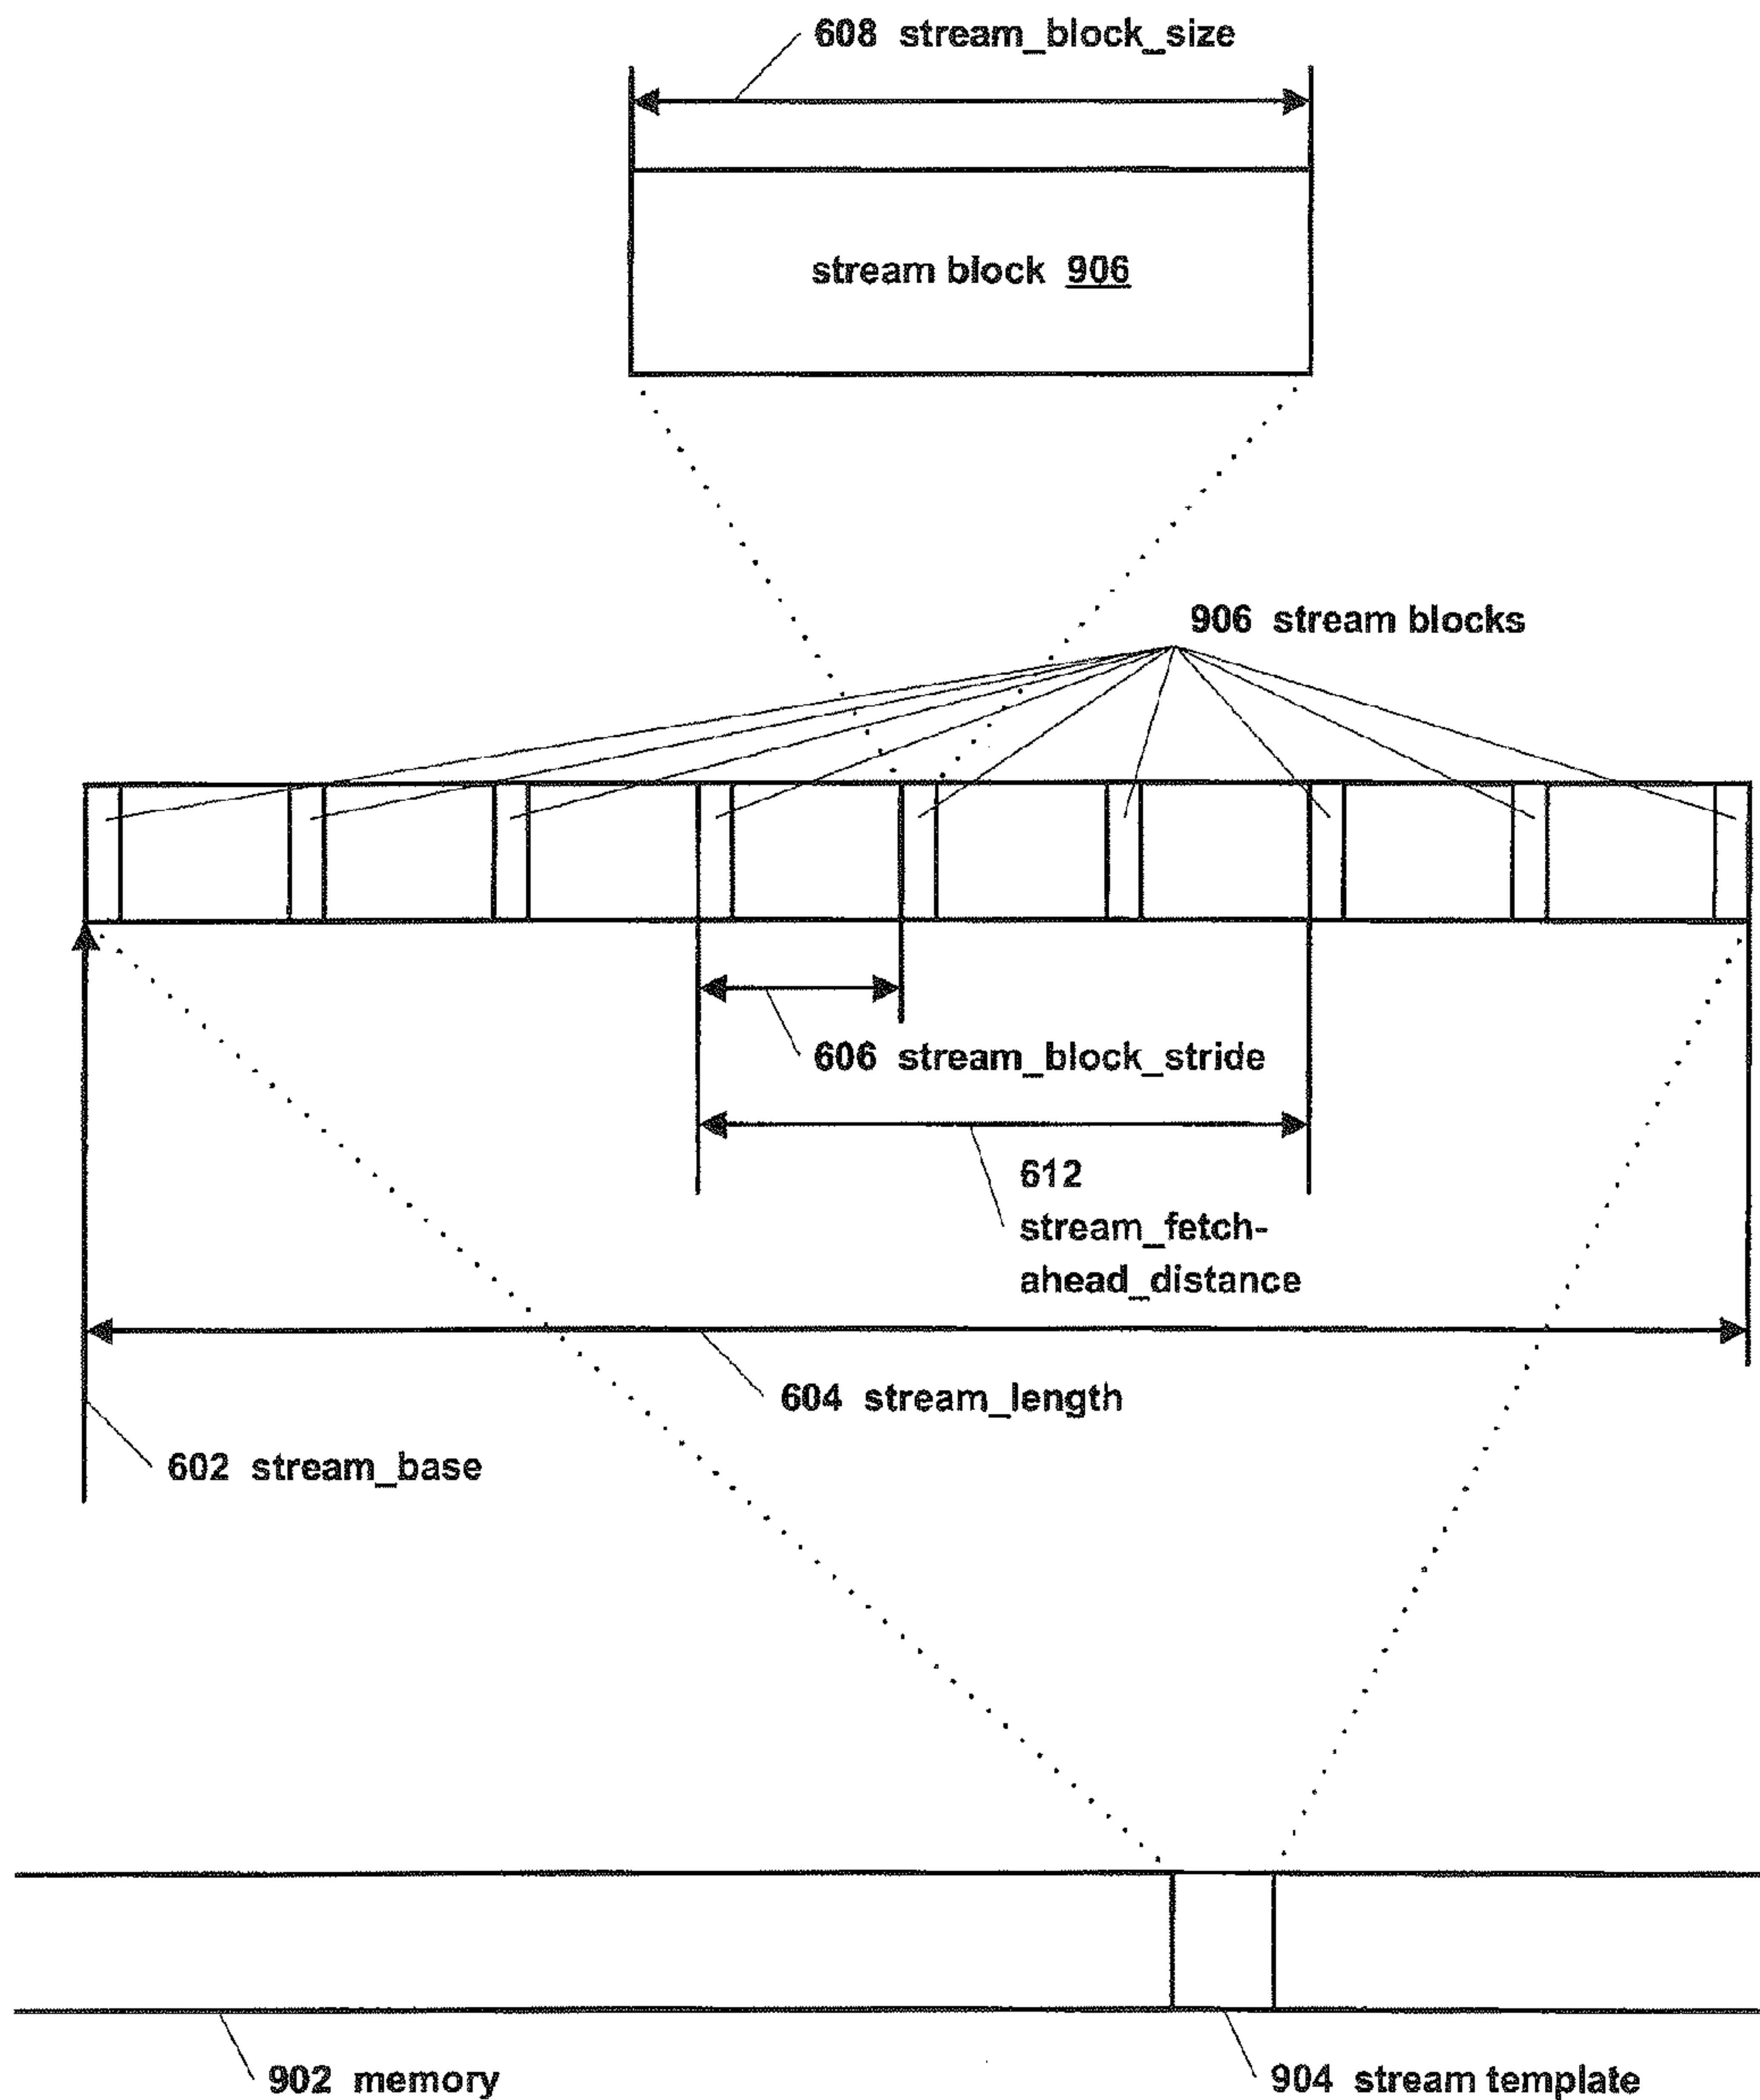 608 stream_block_size
stream block 906
906 stream blocks
606 stream_block_stride
612
stream_fetch-
ahead_distance
604 stream_length
602 stream_base
902 memory
904 stream template